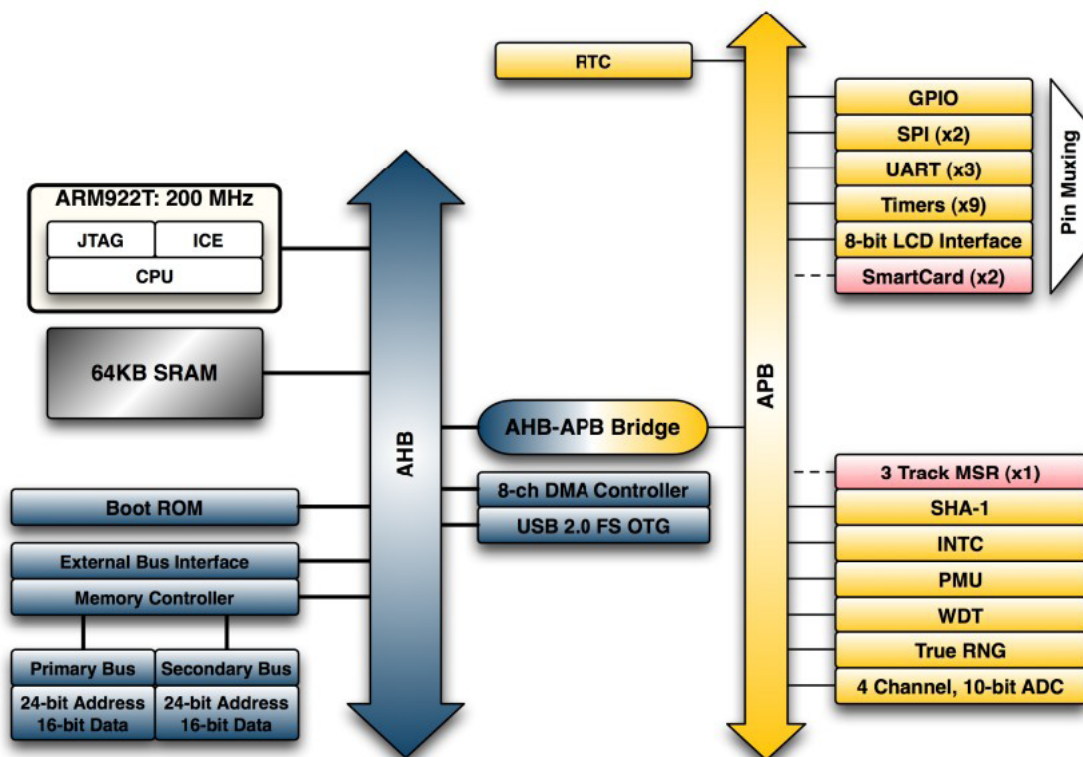 RTC
GPIO
SPI (x2)
UART (x3)
Timers (x9)
8-bit LCD Interface
SmartCard (x2)
Pin Muxing
ARM922T: 200 MHz
JTAG
ICE
CPU
64KB SRAM
AHB
AHB-APB Bridge
APB
8-ch DMA Controller
USB 2.0 FS OTG
Boot ROM
External Bus Interface
Memory Controller
Primary Bus
Secondary Bus
24-bit Address
16-bit Data
24-bit Address
16-bit Data
3 Track MSR (x1)
SHA-1
INTC
PMU
WDT
True RNG
4 Channel, 10-bit ADC